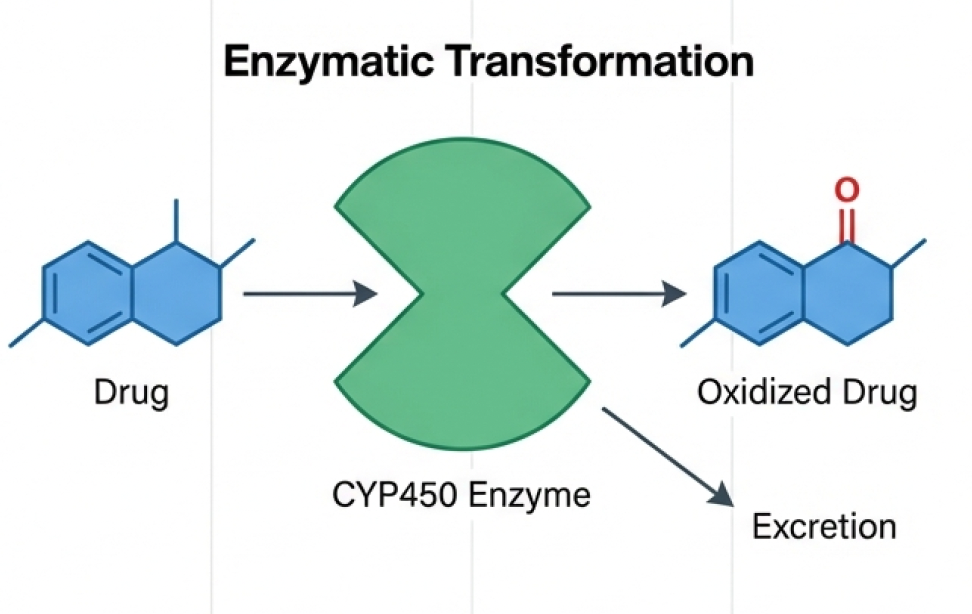 Enzymatic Transformation
O
Drug
Oxidized Drug
CYP450 Enzyme
Excretion